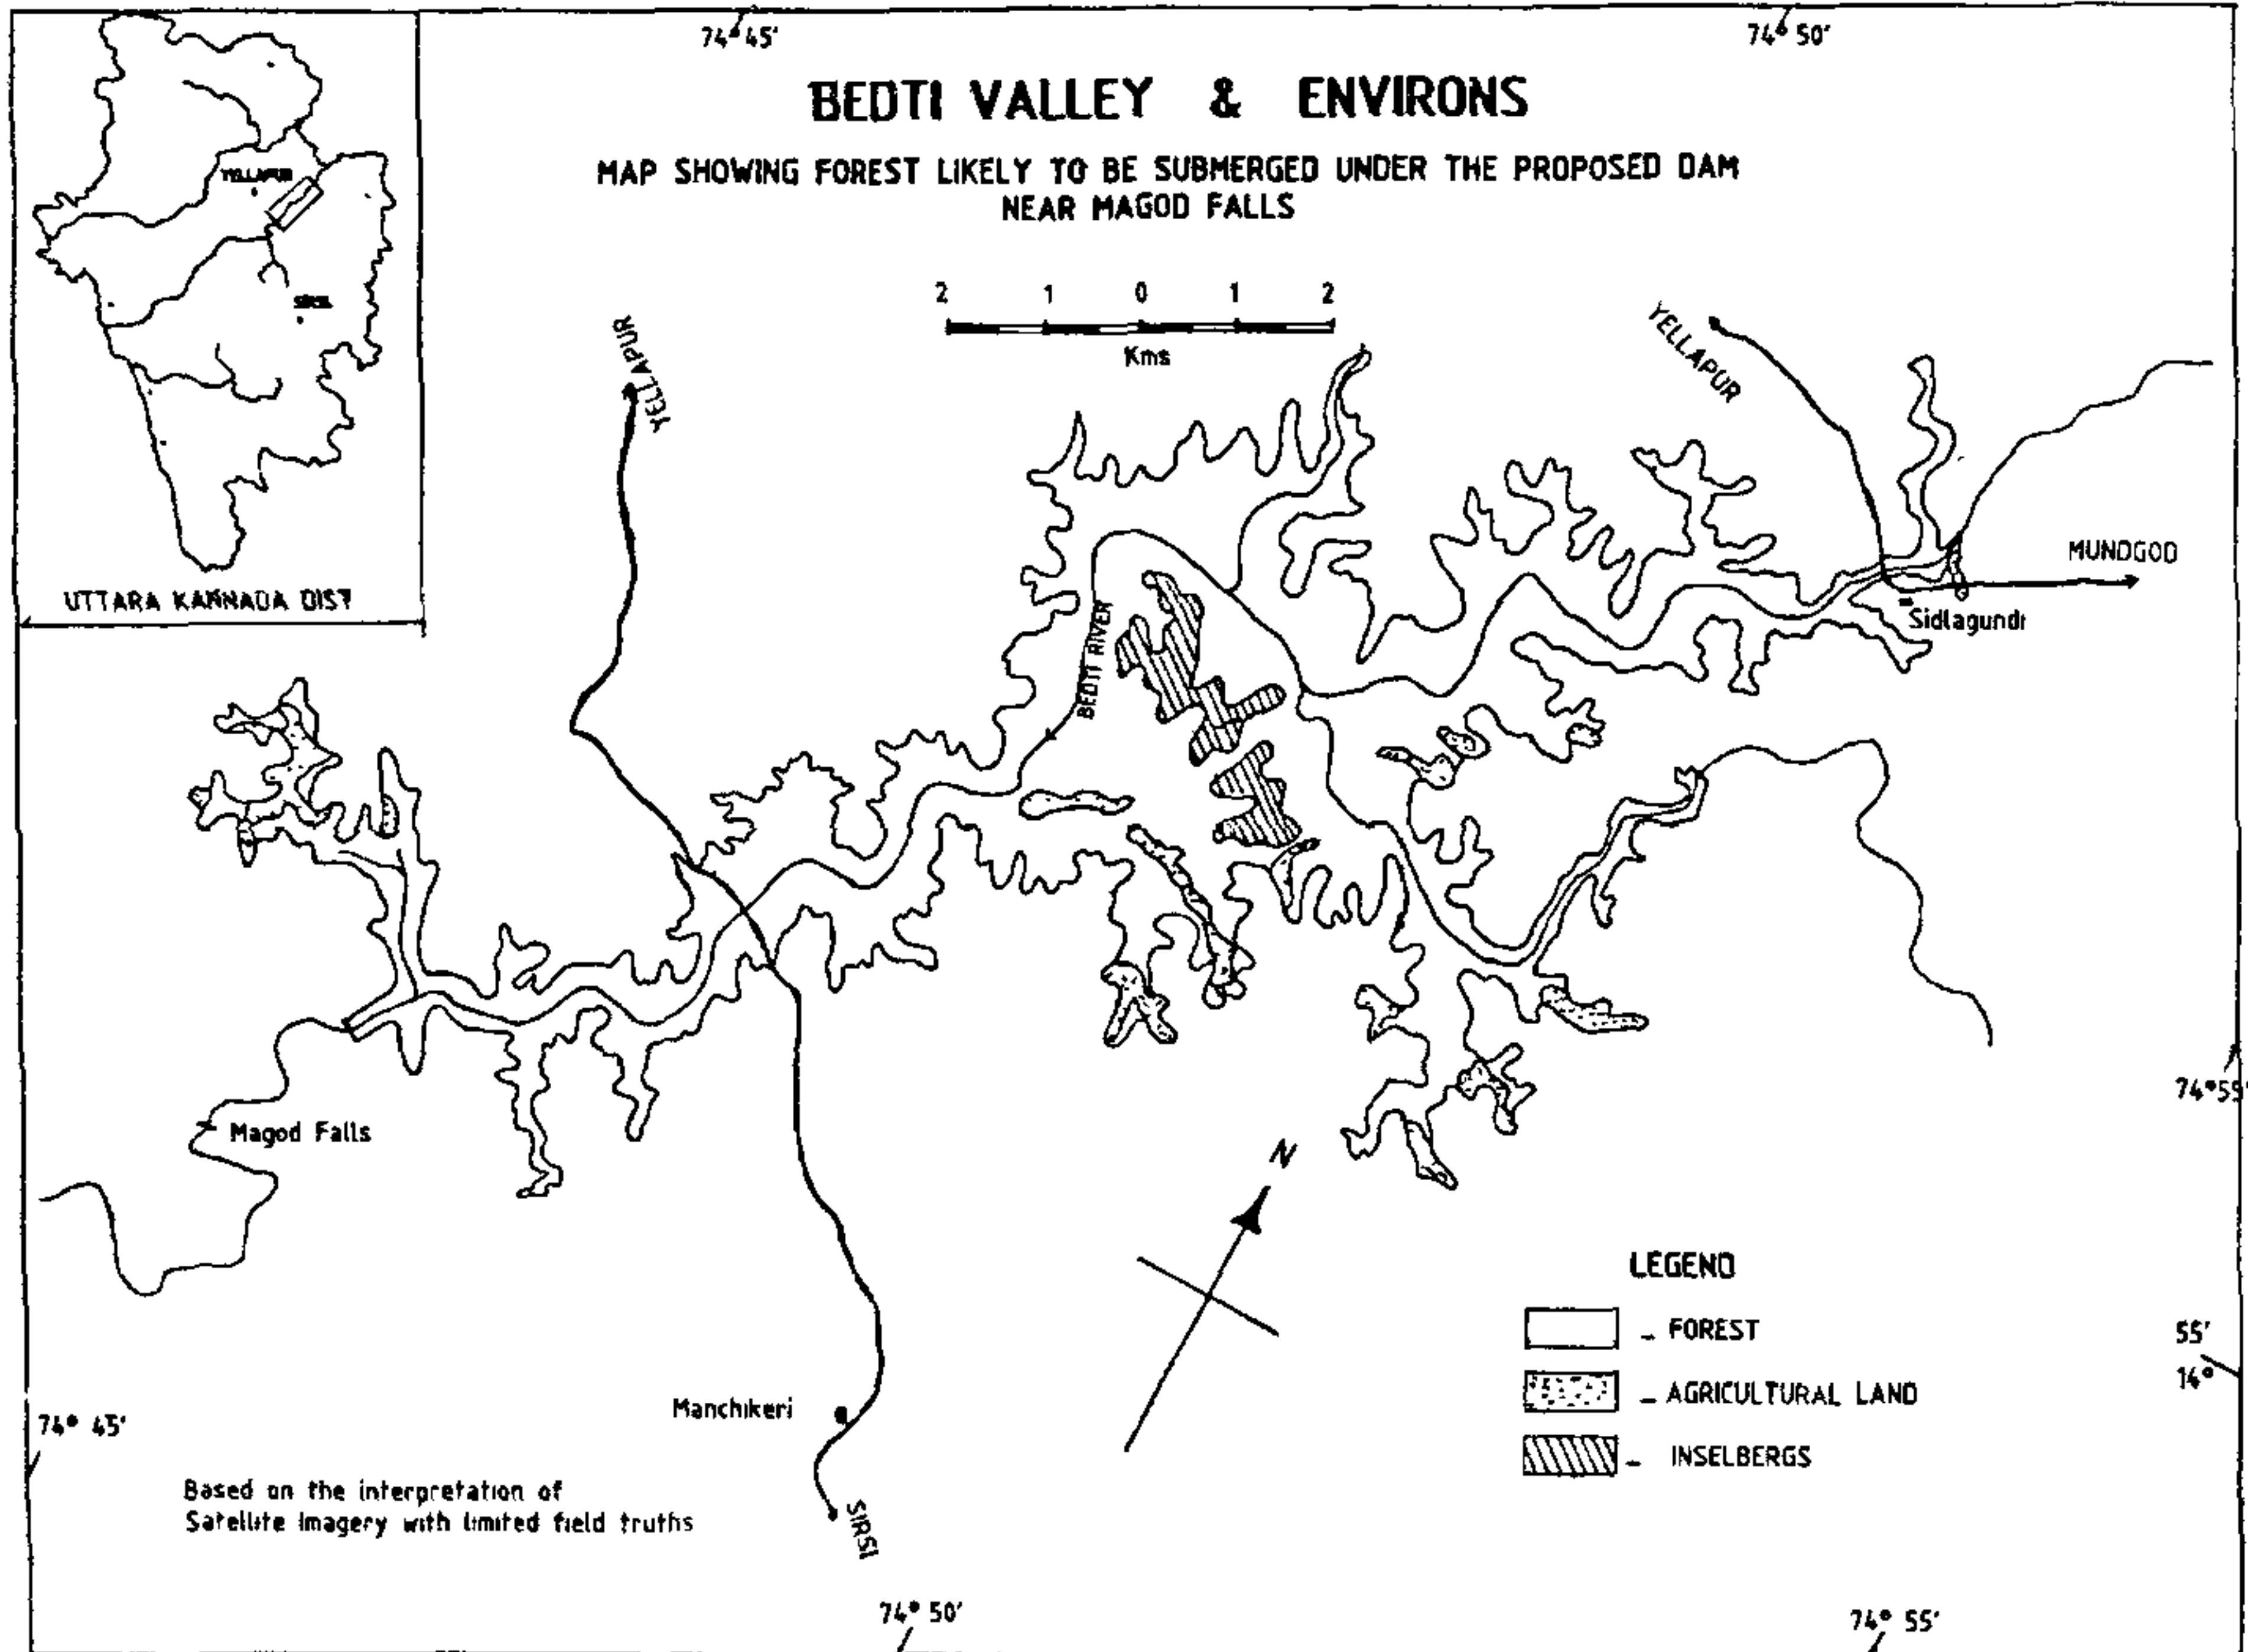 74° 45'
74° 50'
BEDTI VALLEY & ENVIRONS
MAP SHOWING FOREST LIKELY TO BE SUBMERGED UNDER THE PROPOSED DAM
NEAR MAGOD FALLS
2 1 0 1 2
Kms
YELLAPUR
SIRSI
UTTARA KANNADA DIST
YELLAPUR
YELLAPUR
MUNDGOD
Sidlagundi
BEDTI RIVER
Magod Falls
N
74° 55'
LEGEND
- FOREST
- AGRICULTURAL LAND
- INSELBERGS
55'
14°
Manchikeri
74° 45'
Based on the interpretation of
Satellite Imagery with limited field truths
SIRSI
74° 50'
74° 55'